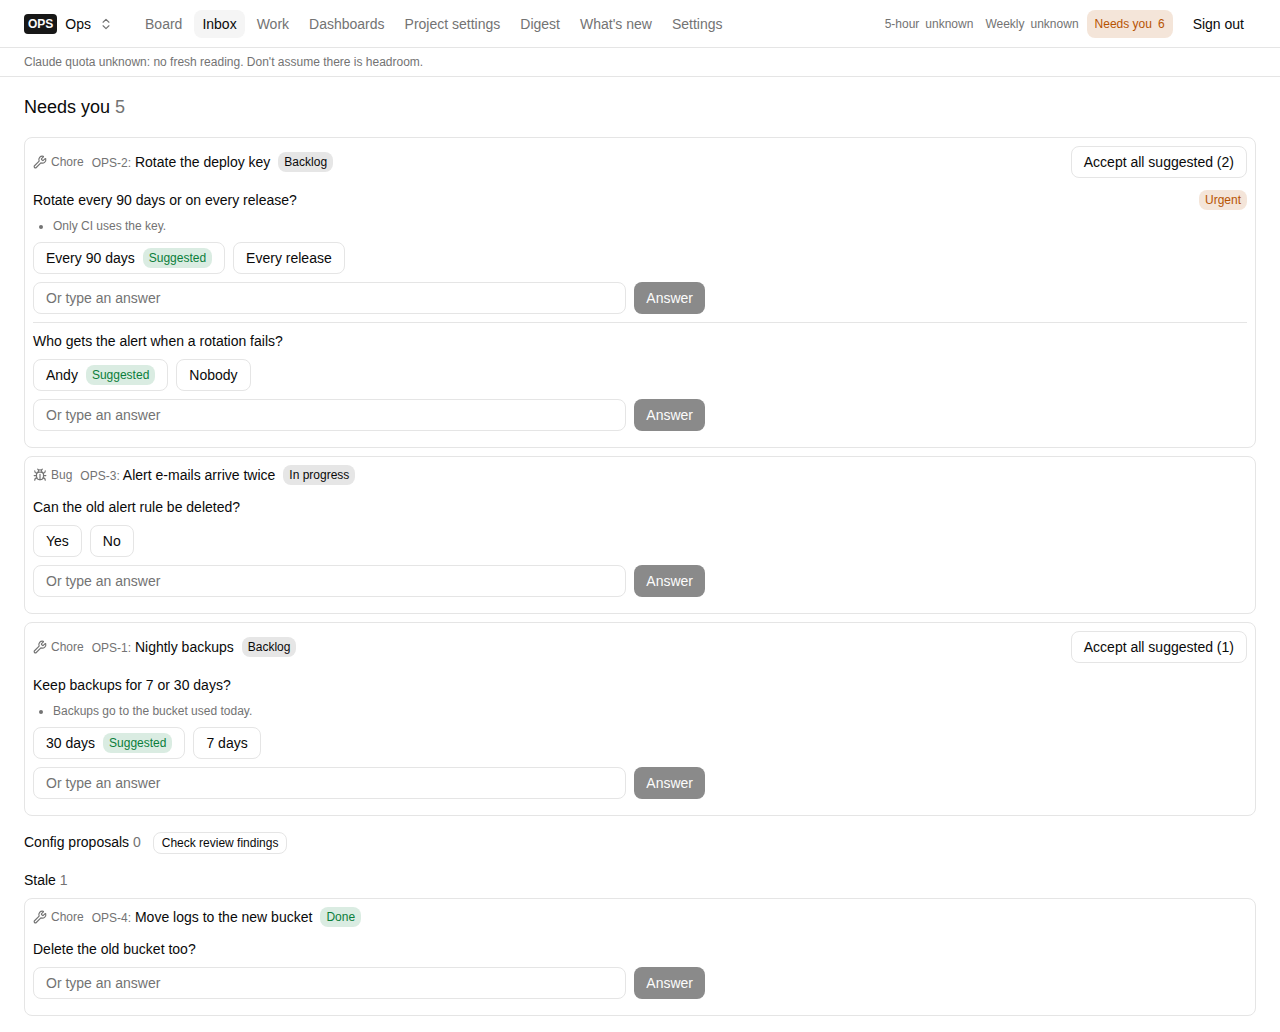 OPS Ops Board Inbox Work Dashboards Project settings Digest What's new Settings 5-hour unknown Weekly unknown Needs you 6 Sign out
Claude quota unknown: no fresh reading. Don't assume there is headroom.
Needs you 5
Chore OPS-2: Rotate the deploy key Backlog Accept all suggested (2)
Rotate every 90 days or on every release? Urgent
• Only CI uses the key.
Every 90 days Suggested Every release
Or type an answer Answer
Who gets the alert when a rotation fails?
Andy Suggested Nobody
Or type an answer Answer
Bug OPS-3: Alert e-mails arrive twice In progress
Can the old alert rule be deleted?
Yes No
Or type an answer Answer
Chore OPS-1: Nightly backups Backlog Accept all suggested (1)
Keep backups for 7 or 30 days?
• Backups go to the bucket used today.
30 days Suggested 7 days
Or type an answer Answer
Config proposals 0 Check review findings
Stale 1
Chore OPS-4: Move logs to the new bucket Done
Delete the old bucket too?
Or type an answer Answer